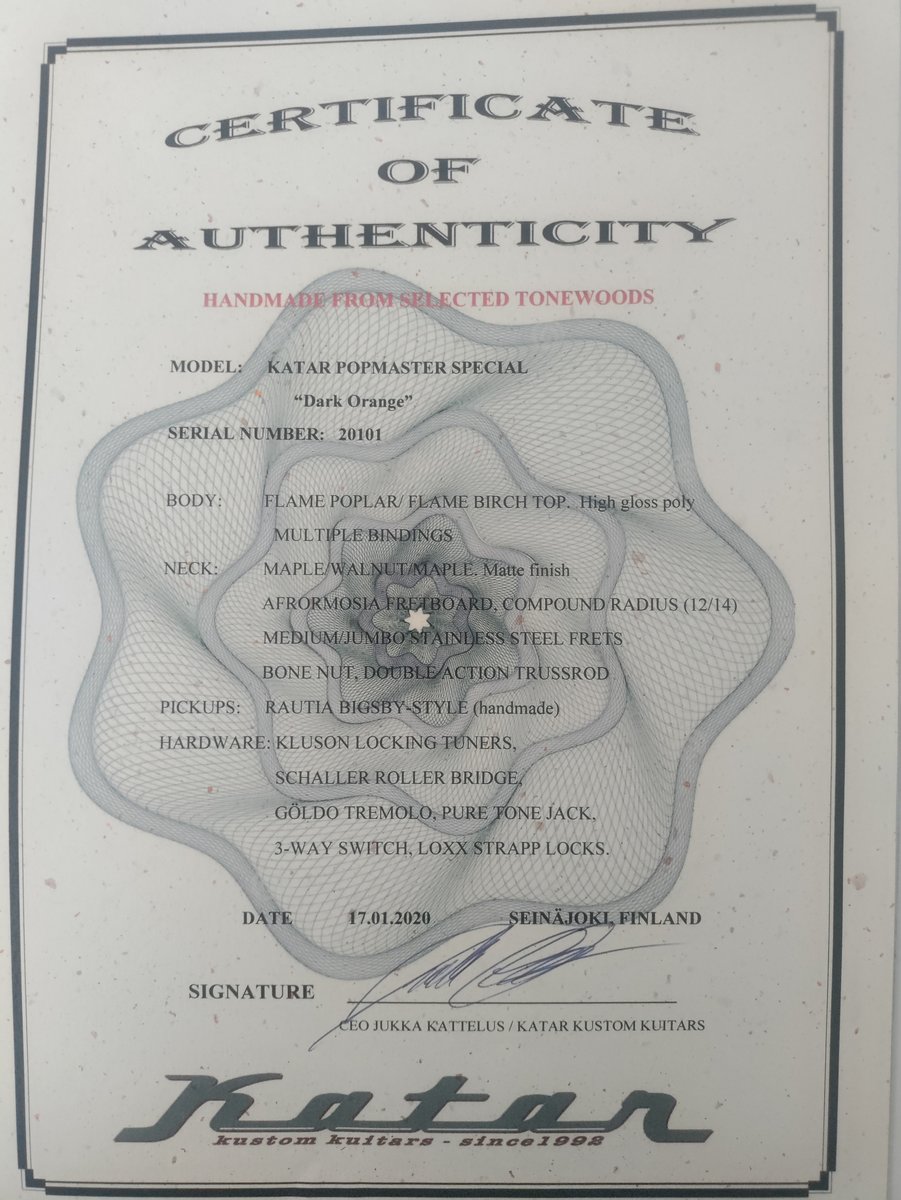 CERTIFICATE
OF
AUTHENTICITY
HANDMADE FROM SELECTED TONEWOODS
MODEL: KATAR POPMASTER SPECIAL
“Dark Orange”
SERIAL NUMBER: 20101
BODY: FLAME POPLAR/ FLAME BIRCH TOP. High gloss poly
MULTIPLE BINDINGS
NECK: MAPLE/WALNUT/MAPLE. Matte finish
AFRORMOSIA FRETBOARD, COMPOUND RADIUS (12/14)
MEDIUM/JUMBO STAINLESS STEEL FRETS
BONE NUT, DOUBLE ACTION TRUSSROD
PICKUPS: RAUTIA BIGSBY-STYLE (handmade)
HARDWARE: KLUSON LOCKING TUNERS,
SCHALLER ROLLER BRIDGE,
GÖLDO TREMOLO, PURE TONE JACK,
3-WAY SWITCH, LOXX STRAPP LOCKS.
DATE 17.01.2020 SEINÄJOKI, FINLAND
SIGNATURE
CEO JUKKA KATTELUS / KATAR KUSTOM KUITARS
Katar
kustom kuitars - since1992